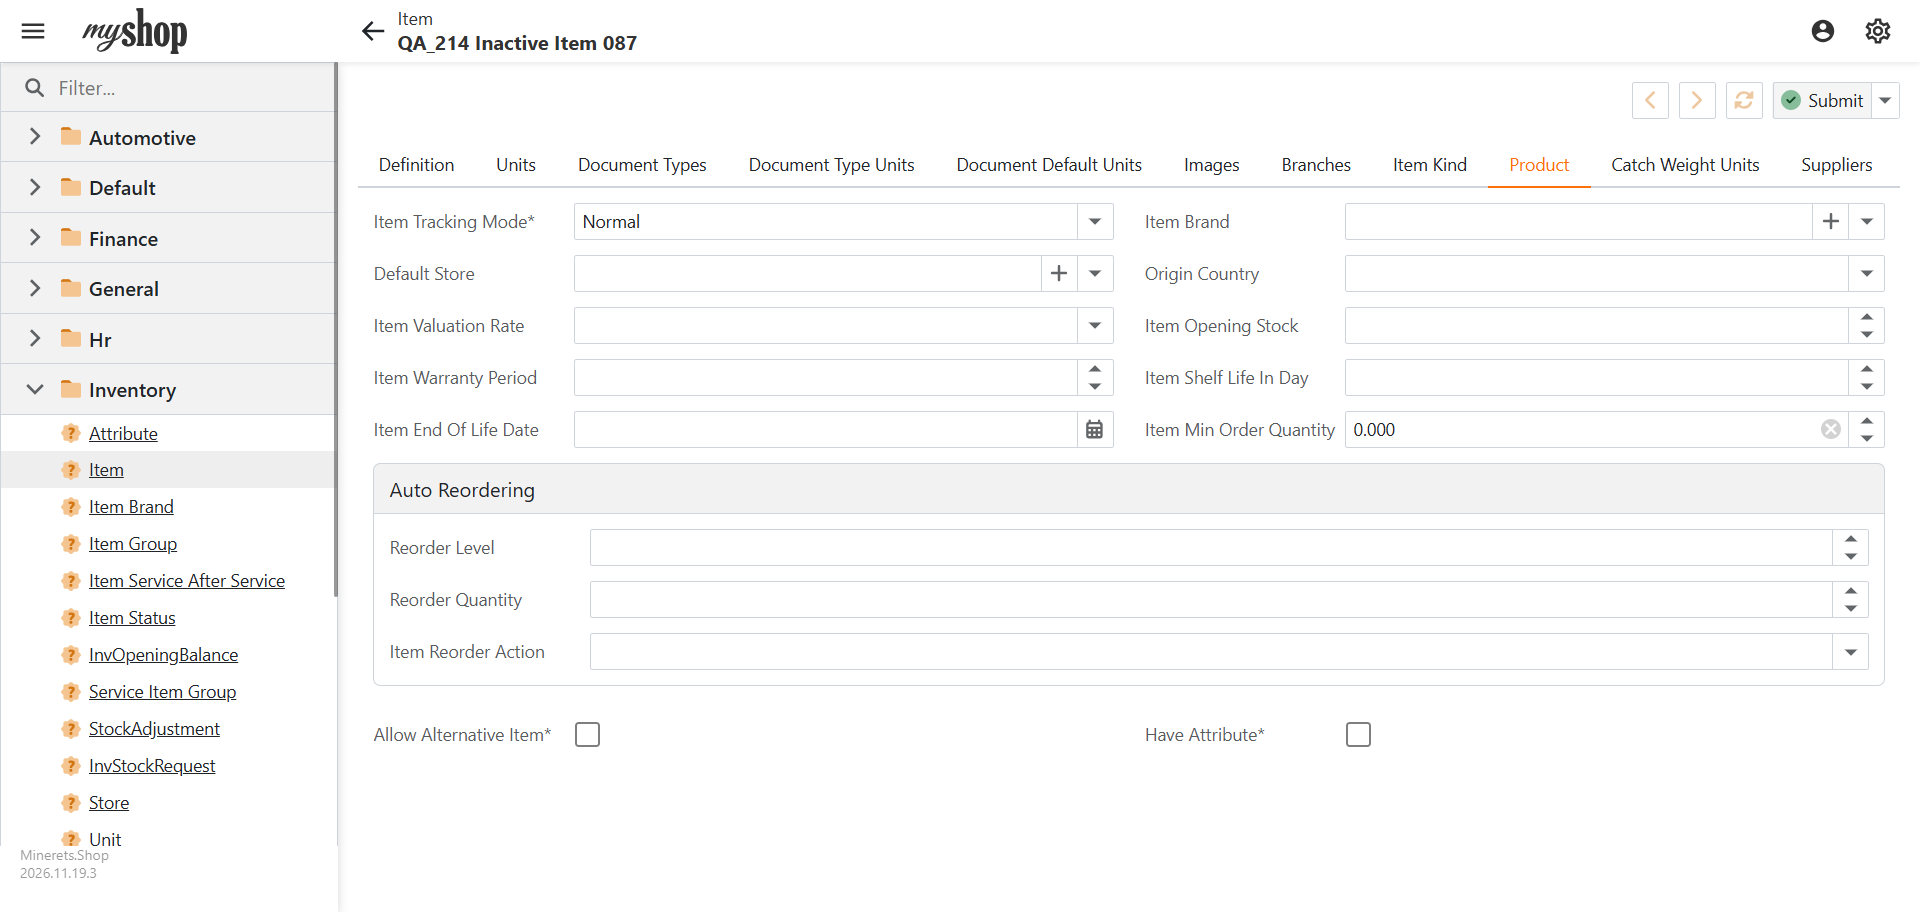 myshop
Item
QA_214 Inactive Item 087
Filter...
Automotive
Default
Finance
General
Hr
Inventory
Attribute
Item
Item Brand
Item Group
Item Service After Service
Item Status
InvOpeningBalance
Service Item Group
StockAdjustment
InvStockRequest
Store
Unit
Minerets.Shop
2026.11.19.3
Submit
Definition Units Document Types Document Type Units Document Default Units Images Branches Item Kind Product Catch Weight Units Suppliers
Item Tracking Mode* Normal Item Brand
Default Store Origin Country
Item Valuation Rate Item Opening Stock
Item Warranty Period Item Shelf Life In Day
Item End Of Life Date Item Min Order Quantity 0.000
Auto Reordering
Reorder Level
Reorder Quantity
Item Reorder Action
Allow Alternative Item* Have Attribute*